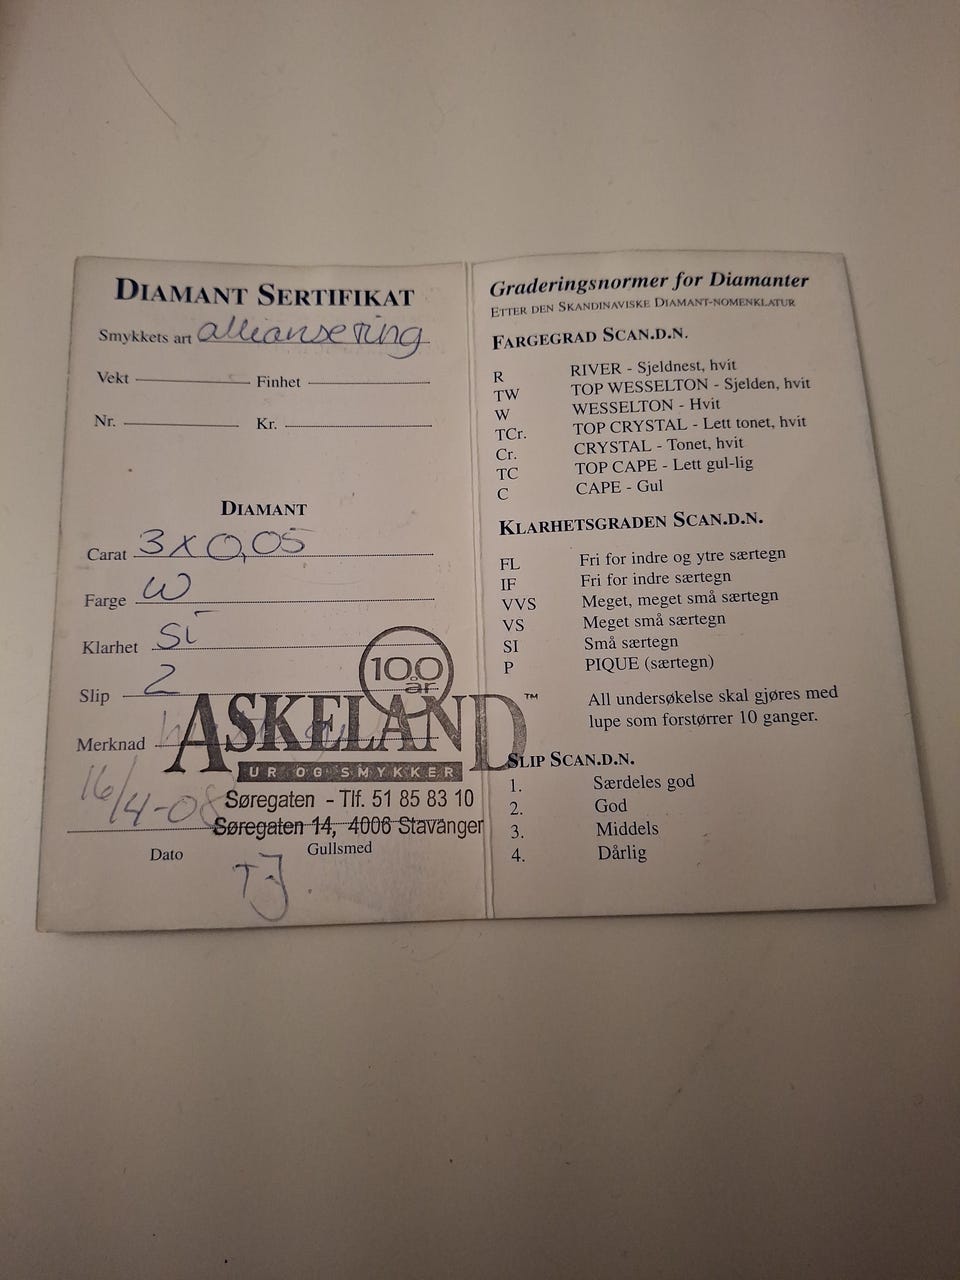 DIAMANT SERTIFIKAT
Smykkets art alliansering
Vekt Finhet
Nr. Kr.
DIAMANT
Carat 3x0,05
Farge W
Klarhet Si
Slip 2
Merknad
100 år
ASKELAND™
UR OG SMYKKER
Søregaten - Tlf. 51 85 83 10
Søregaten 14, 4006 Stavanger
16/4-08
Dato Gullsmed
TJ
Graderingsnormer for Diamanter
ETTER DEN SKANDINAVISKE DIAMANT-NOMENKLATUR
FARGEGRAD SCAN.D.N.
R RIVER - Sjeldnest, hvit
TW TOP WESSELTON - Sjelden, hvit
W WESSELTON - Hvit
TCr. TOP CRYSTAL - Lett tonet, hvit
Cr. CRYSTAL - Tonet, hvit
TC TOP CAPE - Lett gul-lig
C CAPE - Gul
KLARHETSGRADEN SCAN.D.N.
FL Fri for indre og ytre særtegn
IF Fri for indre særtegn
VVS Meget, meget små særtegn
VS Meget små særtegn
SI Små særtegn
P PIQUE (særtegn)
All undersøkelse skal gjøres med
lupe som forstørrer 10 ganger.
SLIP SCAN.D.N.
1. Særdeles god
2. God
3. Middels
4. Dårlig